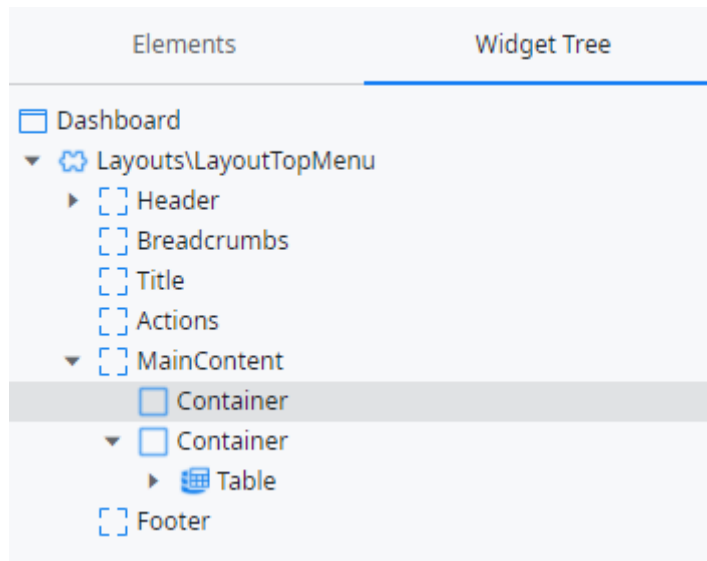 Elements Widget Tree
Dashboard
Layouts\LayoutTopMenu
Header
Breadcrumbs
Title
Actions
MainContent
Container
Container
Table
Footer